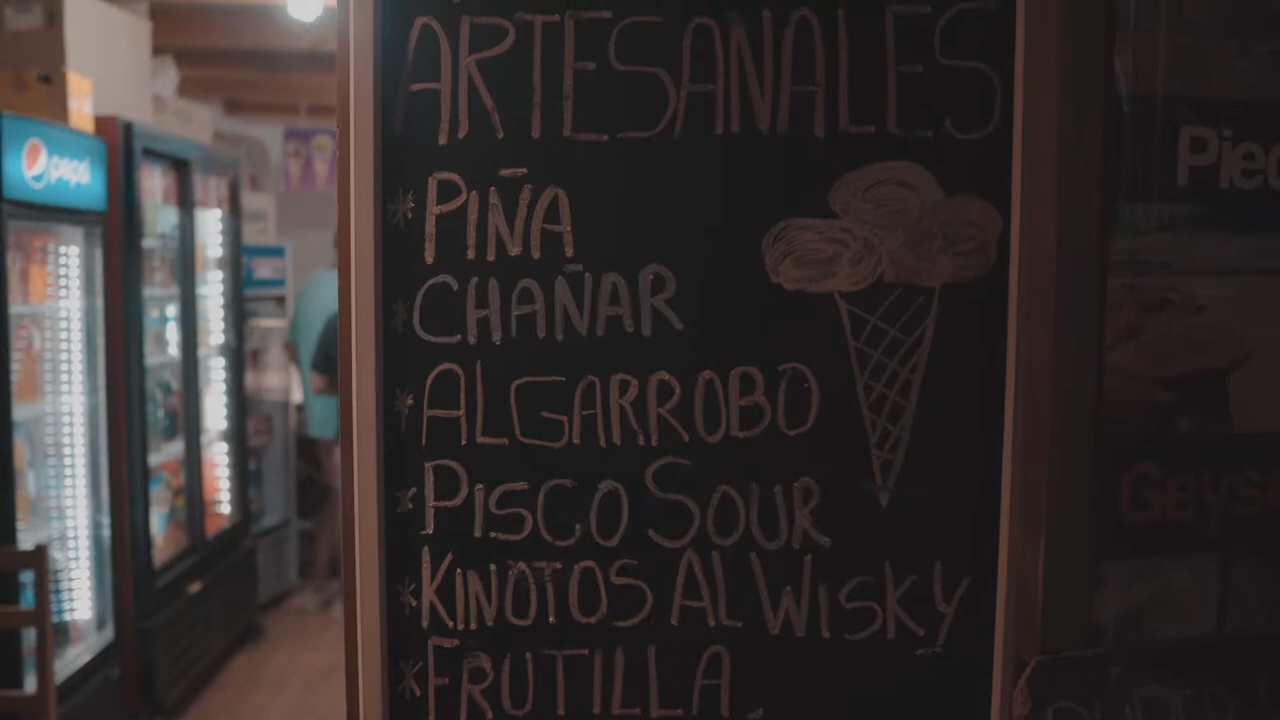 ARTESANALES
* PIÑA
* CHAÑAR
* ALGARROBO
* PISCO SOUR
* KINOTOS AL WISKY
* FRUTILLA.
pepsi